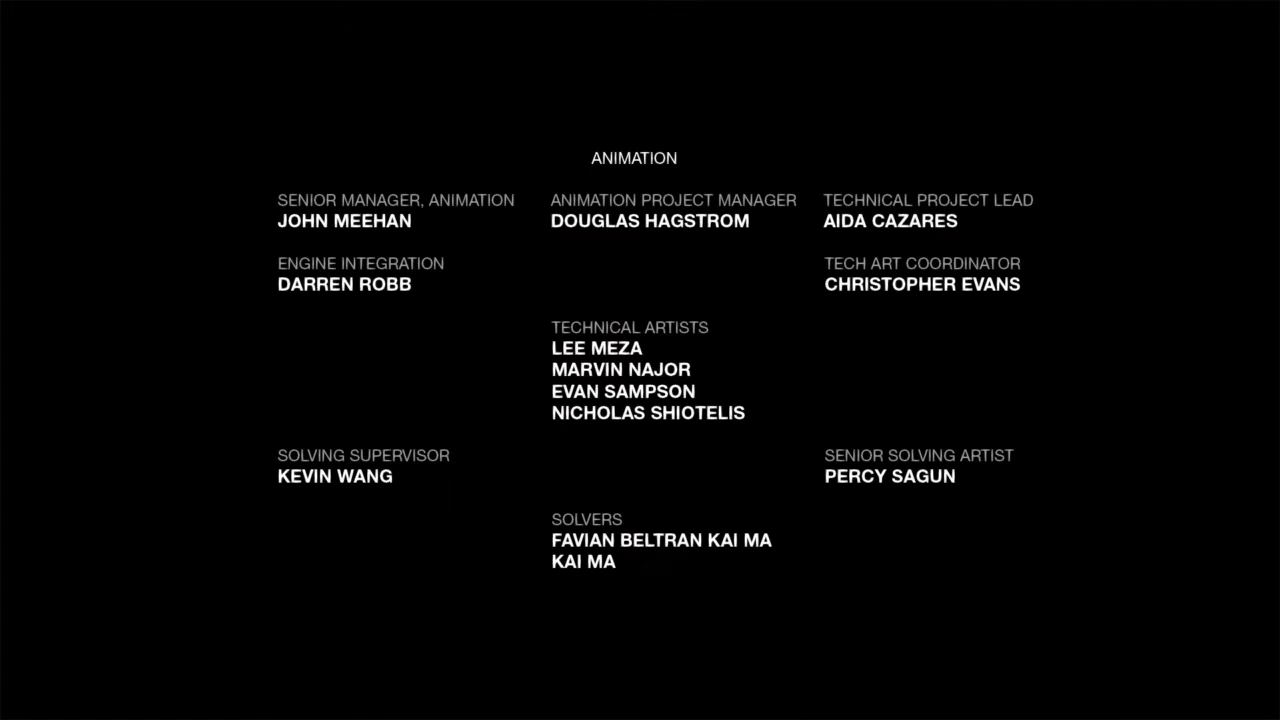 ANIMATION
SENIOR MANAGER, ANIMATION
JOHN MEEHAN
ANIMATION PROJECT MANAGER
DOUGLAS HAGSTROM
TECHNICAL PROJECT LEAD
AIDA CAZARES
ENGINE INTEGRATION
DARREN ROBB
TECH ART COORDINATOR
CHRISTOPHER EVANS
TECHNICAL ARTISTS
LEE MEZA
MARVIN NAJOR
EVAN SAMPSON
NICHOLAS SHIOTELIS
SOLVING SUPERVISOR
KEVIN WANG
SENIOR SOLVING ARTIST
PERCY SAGUN
SOLVERS
FAVIAN BELTRAN KAI MA
KAI MA